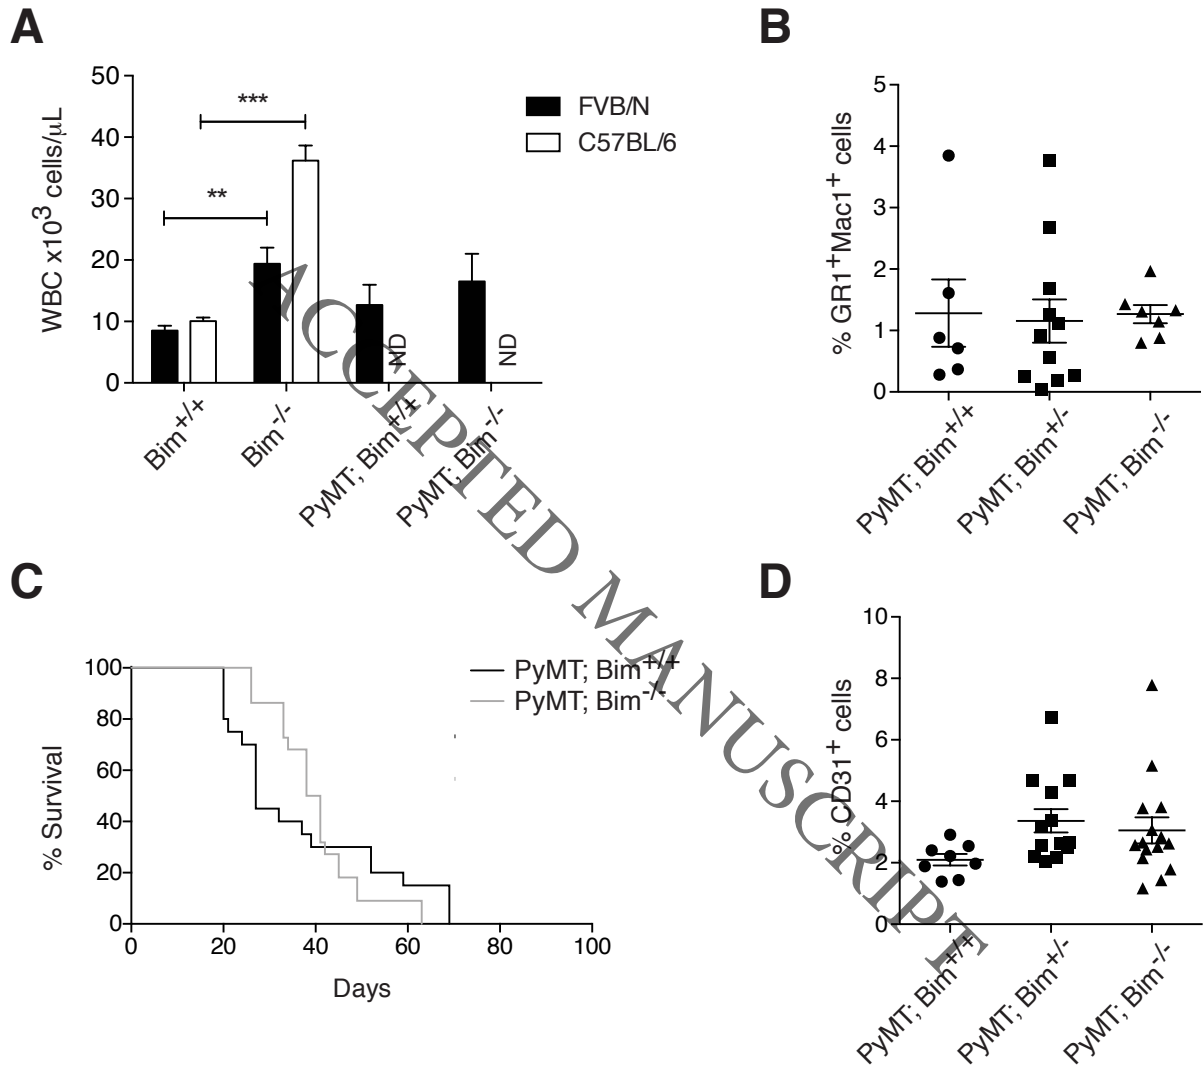 A
WBC x10³ cells/µL
50
40
30
20
10
0
***
**
FVB/N
C57BL/6
ND
ND
Bim+/+
Bim-/-
PyMT; Bim+/+
PyMT; Bim-/-
B
% GR1+Mac1+ cells
5
4
3
2
1
0
PyMT; Bim+/+
PyMT; Bim+/-
PyMT; Bim-/-
ACCEPTED MANUSCRIPT
C
% Survival
100
80
60
40
20
0
0 20 40 60 80 100
Days
PyMT; Bim+/+
PyMT; Bim-/-
D
% CD31+ cells
10
8
6
4
2
0
PyMT; Bim+/+
PyMT; Bim+/-
PyMT; Bim-/-